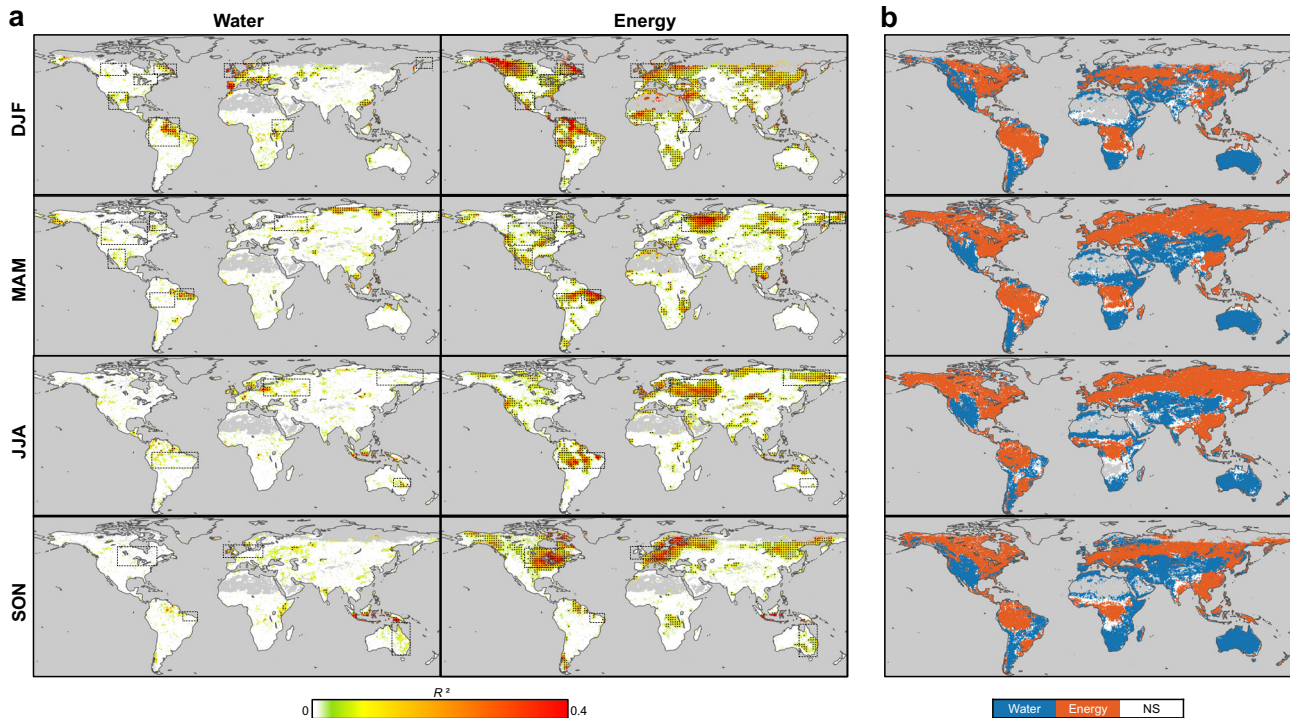 a
b
Water
Energy
DJF
MAM
JJA
SON
R²
0
0.4
Water
Energy
NS